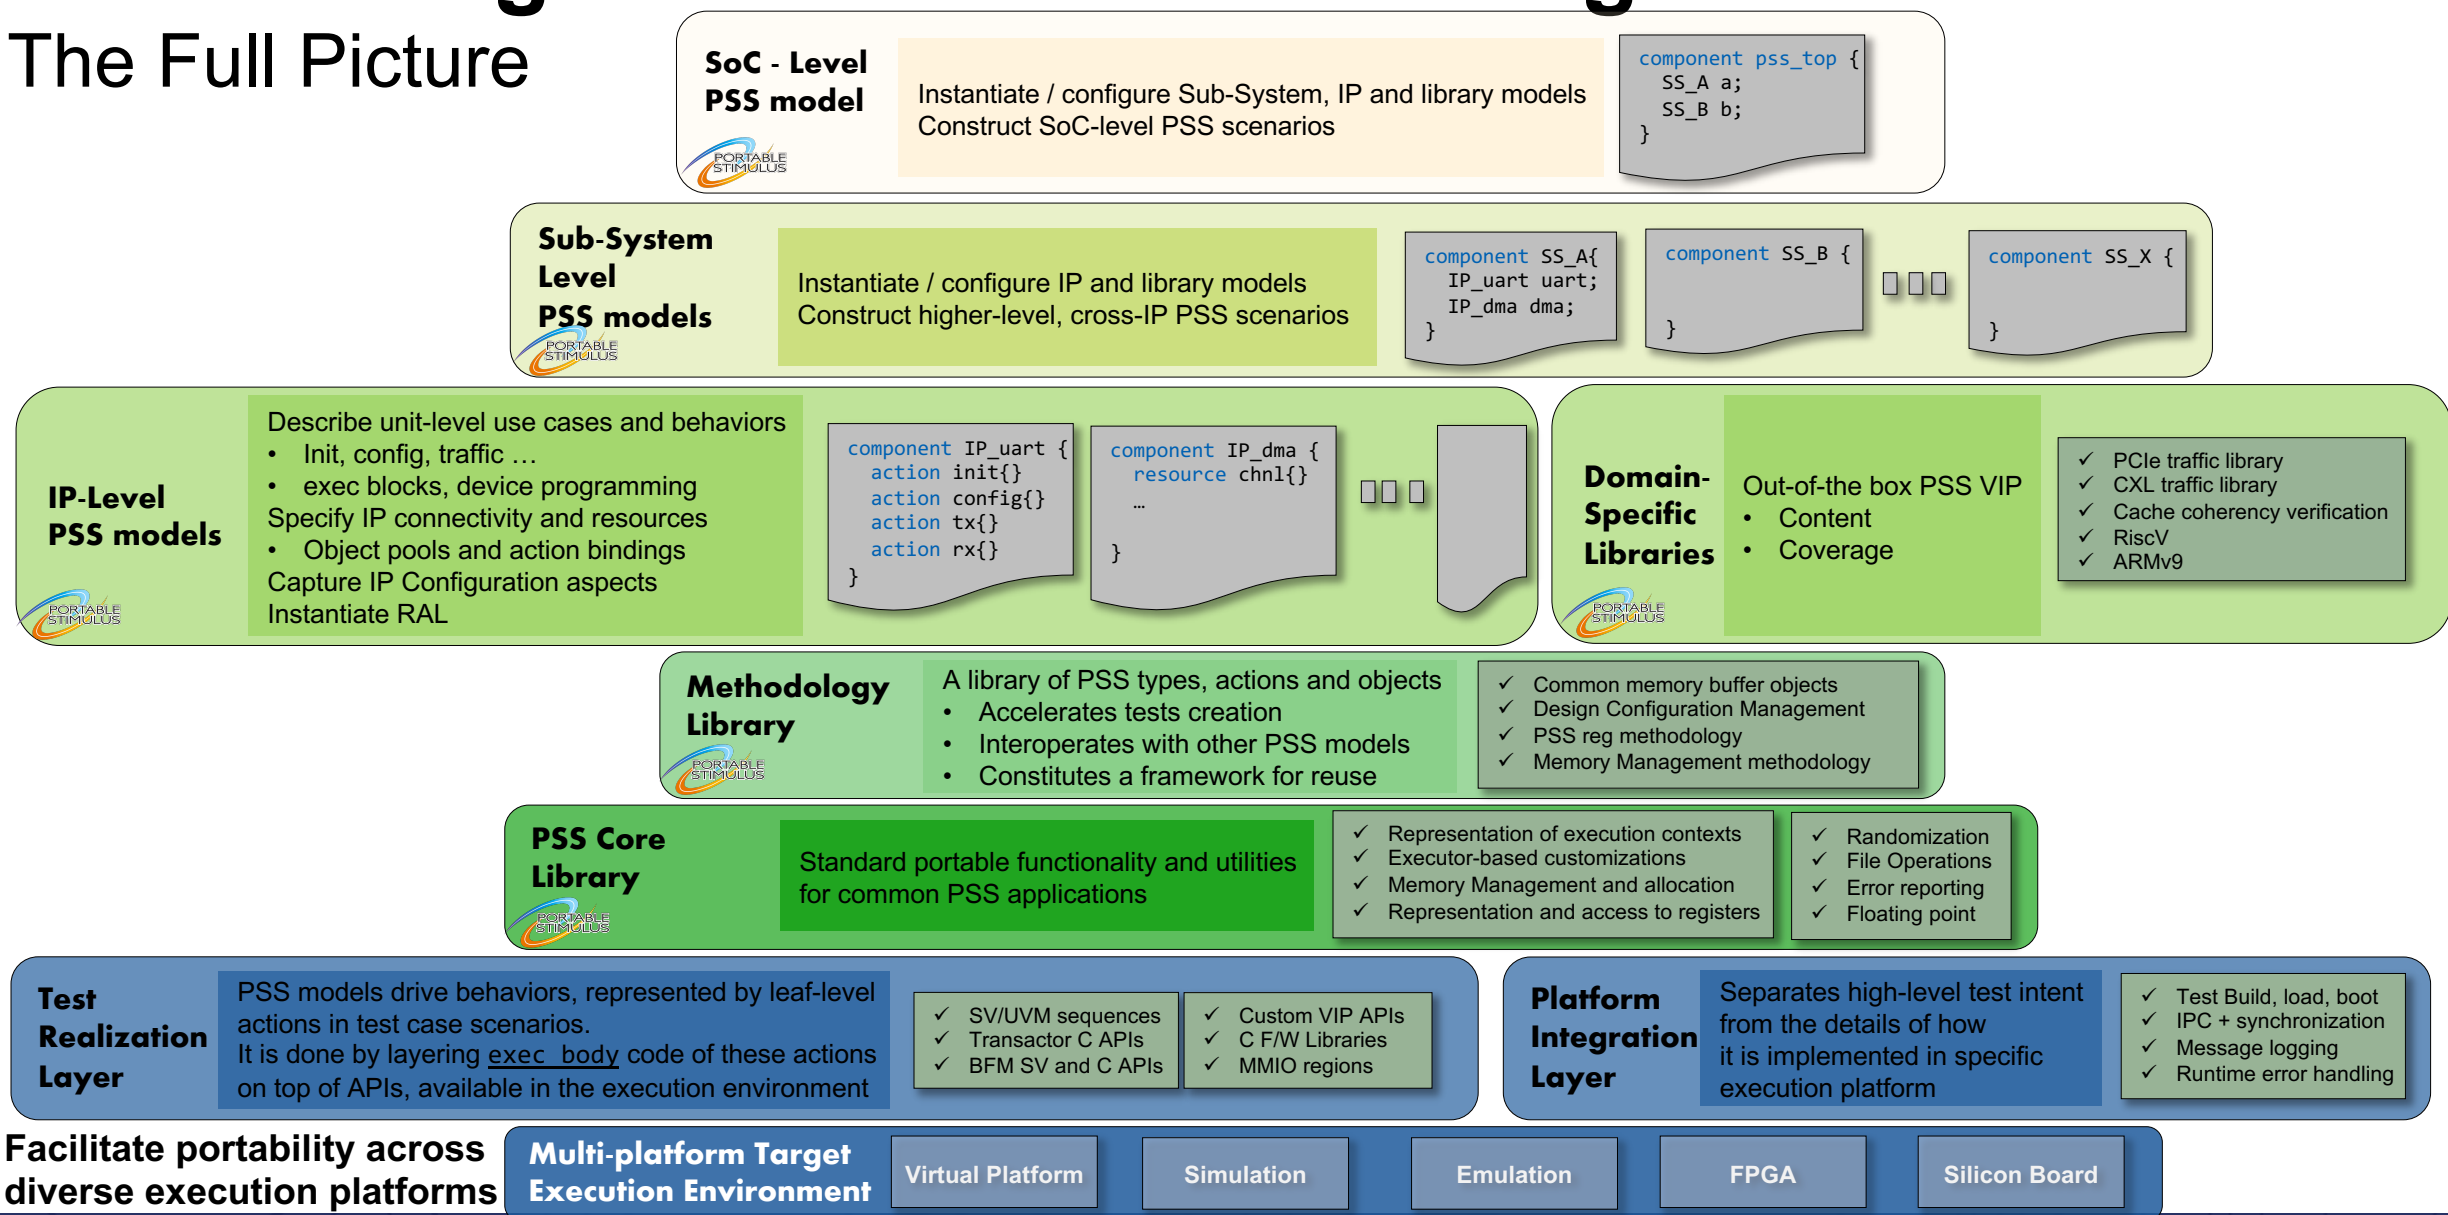 The Full Picture
SoC - Level
PSS model
PORTABLE
STIMULUS
Instantiate / configure Sub-System, IP and library models
Construct SoC-level PSS scenarios
component pss_top {
SS_A a;
SS_B b;
}
Sub-System
Level
PSS models
PORTABLE
STIMULUS
Instantiate / configure IP and library models
Construct higher-level, cross-IP PSS scenarios
component SS_A{
IP_uart uart;
IP_dma dma;
}
component SS_B {
}
component SS_X {
}
IP-Level
PSS models
PORTABLE
STIMULUS
Describe unit-level use cases and behaviors
• Init, config, traffic …
• exec blocks, device programming
Specify IP connectivity and resources
• Object pools and action bindings
Capture IP Configuration aspects
Instantiate RAL
component IP_uart {
action init{}
action config{}
action tx{}
action rx{}
}
component IP_dma {
resource chnl{}
…
}
Domain-
Specific
Libraries
PORTABLE
STIMULUS
Out-of-the box PSS VIP
• Content
• Coverage
✓ PCIe traffic library
✓ CXL traffic library
✓ Cache coherency verification
✓ RiscV
✓ ARMv9
Methodology
Library
PORTABLE
STIMULUS
A library of PSS types, actions and objects
• Accelerates tests creation
• Interoperates with other PSS models
• Constitutes a framework for reuse
✓ Common memory buffer objects
✓ Design Configuration Management
✓ PSS reg methodology
✓ Memory Management methodology
PSS Core
Library
PORTABLE
STIMULUS
Standard portable functionality and utilities
for common PSS applications
✓ Representation of execution contexts
✓ Executor-based customizations
✓ Memory Management and allocation
✓ Representation and access to registers
✓ Randomization
✓ File Operations
✓ Error reporting
✓ Floating point
Test
Realization
Layer
PSS models drive behaviors, represented by leaf-level
actions in test case scenarios.
It is done by layering exec body code of these actions
on top of APIs, available in the execution environment
✓ SV/UVM sequences
✓ Transactor C APIs
✓ BFM SV and C APIs
✓ Custom VIP APIs
✓ C F/W Libraries
✓ MMIO regions
Platform
Integration
Layer
Separates high-level test intent
from the details of how
it is implemented in specific
execution platform
✓ Test Build, load, boot
✓ IPC + synchronization
✓ Message logging
✓ Runtime error handling
Facilitate portability across
diverse execution platforms
Multi-platform Target
Execution Environment
Virtual Platform
Simulation
Emulation
FPGA
Silicon Board